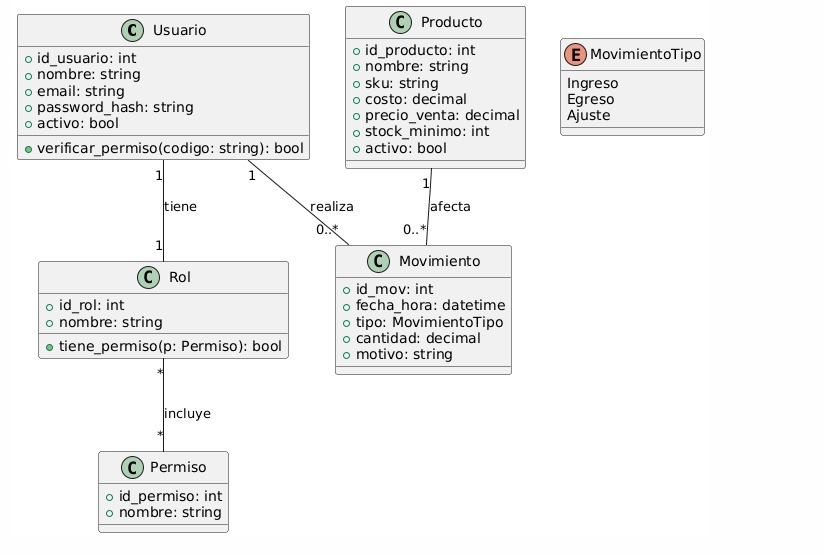 C Usuario
id_usuario: int
nombre: string
email: string
password_hash: string
activo: bool
verificar_permiso(codigo: string): bool
C Producto
id_producto: int
nombre: string
sku: string
costo: decimal
precio_venta: decimal
stock_minimo: int
activo: bool
E MovimientoTipo
Ingreso
Egreso
Ajuste
1
tiene
1
1
realiza
0..*
1
afecta
0..*
C Rol
id_rol: int
nombre: string
tiene_permiso(p: Permiso): bool
C Movimiento
id_mov: int
fecha_hora: datetime
tipo: MovimientoTipo
cantidad: decimal
motivo: string
*
incluye
*
C Permiso
id_permiso: int
nombre: string